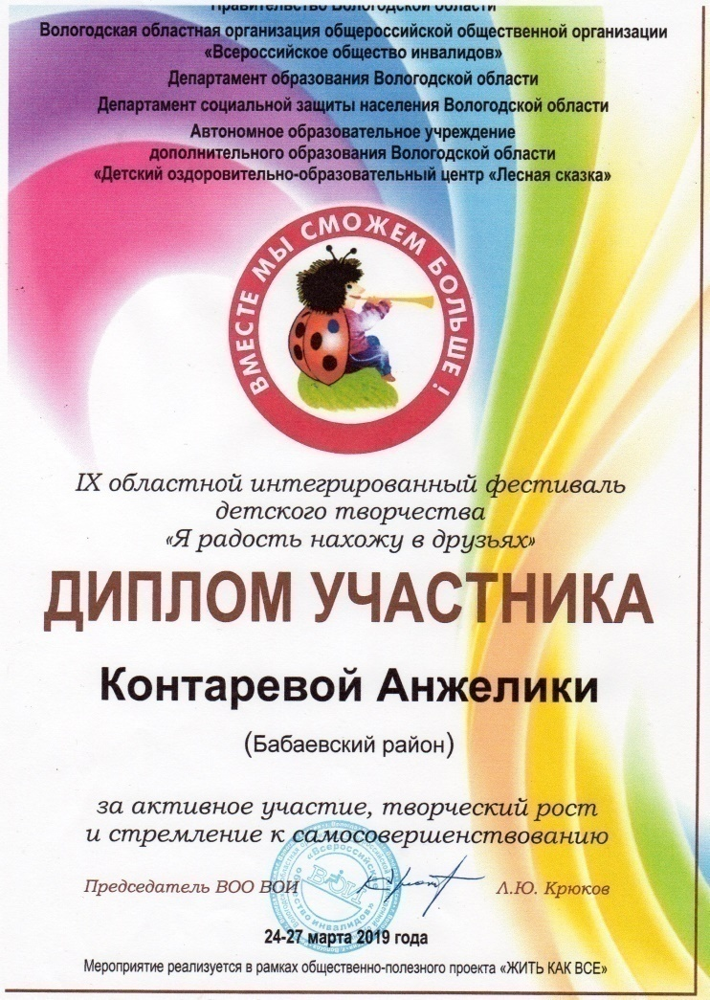 Правительство Вологодской области
Вологодская областная организация общероссийской общественной организации
«Всероссийское общество инвалидов»
Департамент образования Вологодской области
Департамент социальной защиты населения Вологодской области
Автономное образовательное учреждение
дополнительного образования Вологодской области
«Детский оздоровительно-образовательный центр «Лесная сказка»
ВМЕСТЕ МЫ СМОЖЕМ БОЛЬШЕ !
IX областной интегрированный фестиваль
детского творчества
«Я радость нахожу в друзьях»
ДИПЛОМ УЧАСТНИКА
Контаревой Анжелики
(Бабаевский район)
за активное участие, творческий рост
и стремление к самосовершенствованию
«Всероссийское
ВОИ
общество инвалидов»
Председатель ВОО ВОИ Л.Ю. Крюков
24-27 марта 2019 года
Мероприятие реализуется в рамках общественно-полезного проекта «ЖИТЬ КАК ВСЕ»